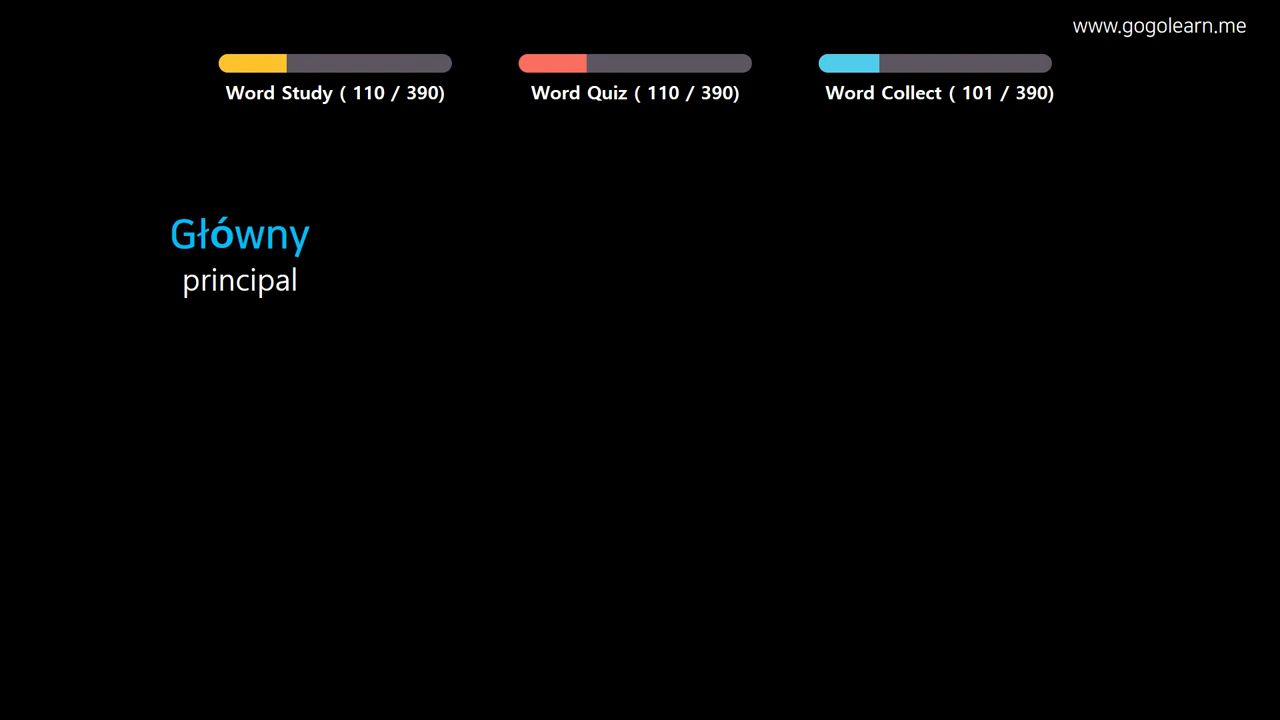 www.gogolearn.me
Word Study ( 110 / 390)
Word Quiz ( 110 / 390)
Word Collect ( 101 / 390)
Główny
principal